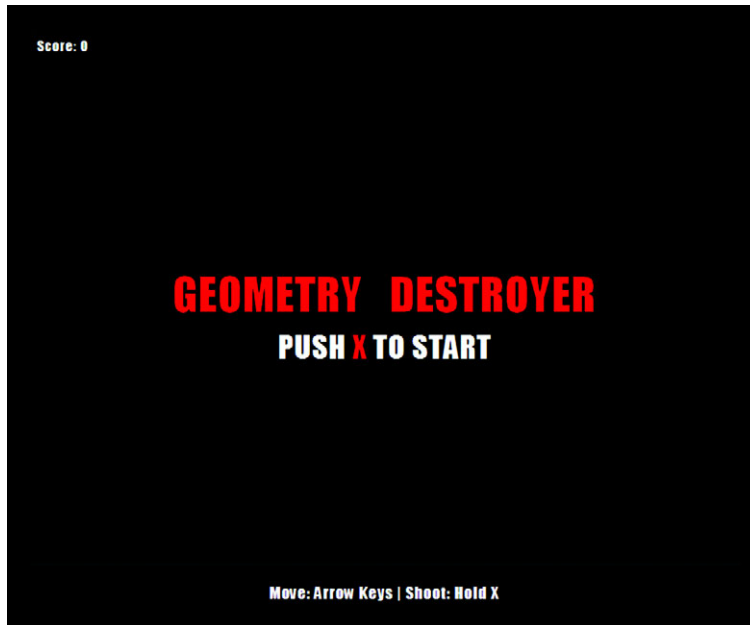 Score: 0
GEOMETRY DESTROYER
PUSH X TO START
Move: Arrow Keys | Shoot: Hold X